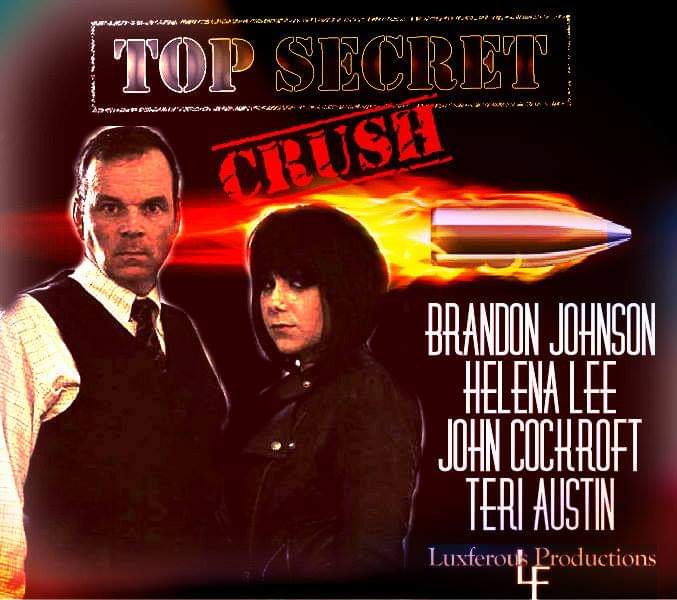 TOP SECRET
CRUSH
BRANDON JOHNSON
HELENA LEE
JOHN COCKROFT
TERI AUSTIN
Luxferous Productions
LF